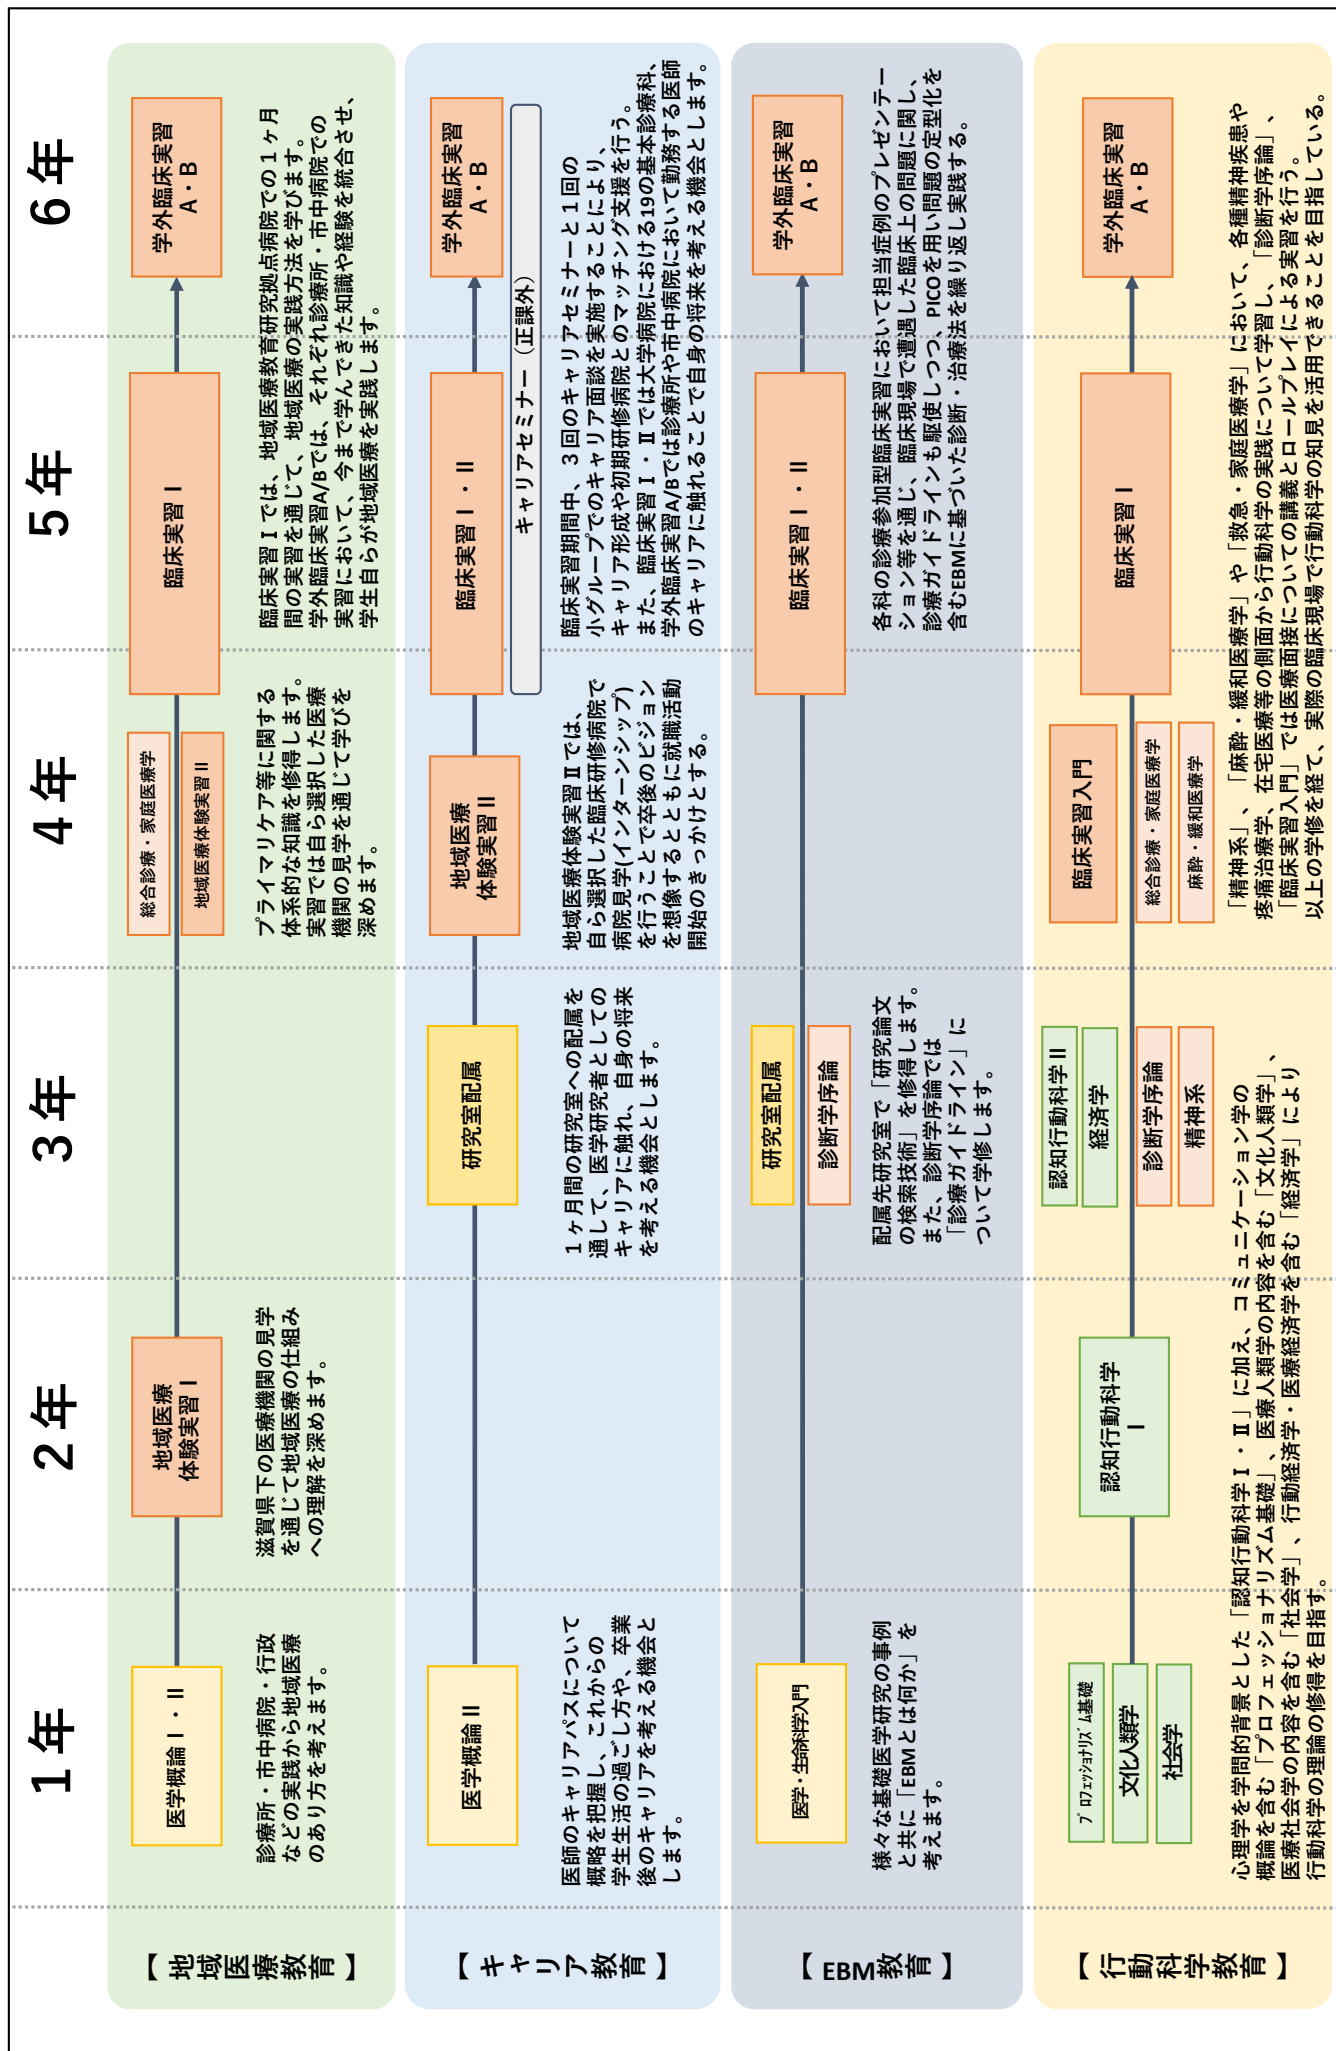 1年
2年
3年
4年
5年
6年
【地域医療教育】
医学概論Ⅰ・Ⅱ
診療所・市中病院・行政
などの実践から地域医療
のあり方を考えます。
地域医療
体験実習Ⅰ
滋賀県下の医療機関の見学
を通じて地域医療の仕組み
への理解を深めます。
総合診療・家庭医療学
地域医療体験実習Ⅱ
プライマリケア等に関する
体系的な知識を修得します。
実習では自ら選択した医療
機関の見学を通じて学びを
深めます。
臨床実習Ⅰ
学外臨床実習
A・B
臨床実習Ⅰでは、地域医療教育研究拠点病院での1ヶ月
間の実習を通じて、地域医療の実践方法を学びます。
学外臨床実習A/Bでは、それぞれ診療所・市中病院での
実習において、今まで学んできた知識や経験を統合させ、
学生自らが地域医療を実践します。
【キャリア教育】
医学概論Ⅱ
医師のキャリアパスについて
概略を把握し、これからの
学生生活の過ごし方や、卒業
後のキャリアを考える機会と
します。
研究室配属
1ヶ月間の研究室への配属を
通して、医学研究者としての
キャリアに触れ、自身の将来
を考える機会とします。
地域医療
体験実習Ⅱ
地域医療体験実習Ⅱでは、
自ら選択した臨床研修病院で
病院見学(インターンシップ)
を行うことで卒後のビジョン
を想像するとともに就職活動
開始のきっかけとする。
臨床実習Ⅰ・Ⅱ
学外臨床実習
A・B
キャリアセミナー（正課外）
臨床実習期間中、3回のキャリアセミナーと1回の
小グループでのキャリア面談を実施することにより、
キャリア形成や初期研修病院とのマッチング支援を行う。
また、臨床実習Ⅰ・Ⅱでは大学病院における19の基本診療科、
学外臨床実習A/Bでは診療所や市中病院において勤務する医師
のキャリアに触れることで自身の将来を考える機会とします。
【EBM教育】
医学・生命科学入門
様々な基礎医学研究の事例
と共に「EBMとは何か」を
考えます。
研究室配属
診断学序論
配属先研究室で「研究論文
の検索技術」を修得します。
また、診断学序論では
「診療ガイドライン」に
ついて学修します。
臨床実習Ⅰ・Ⅱ
学外臨床実習
A・B
各科の診療参加型臨床実習において担当症例のプレゼンテー
ション等を通し、臨床現場で遭遇した臨床上の問題に関し、
診療ガイドラインも駆使しつつ、PICOを用い問題の定型化を
含むEBMに基づいた診断・治療法を繰り返し実践する。
【行動科学教育】
プロフェッショナリズム基礎
文化人類学
社会学
認知行動科学
Ⅰ
認知行動科学Ⅱ
経済学
診断学序論
精神系
臨床実習入門
総合診療・家庭医療学
麻酔・緩和医療学
臨床実習Ⅰ
学外臨床実習
A・B
心理学を学問的背景とした「認知行動科学Ⅰ・Ⅱ」に加え、コミュニケーション学の
概論を含む「プロフェッショナリズム基礎」、医療人類学の内容を含む「文化人類学」、
医療社会学の内容を含む「社会学」、行動経済学・医療経済学を含む「経済学」により
行動科学の理論の修得を目指す。
「精神系」、「麻酔・緩和医療学」や「救急・家庭医療学」において、各種精神疾患や
疼痛治療学、在宅医療等の側面から行動科学の実践について学習し、「診断学序論」、
「臨床実習入門」では医療面接についての講義とロールプレイによる実習を行う。
以上の学修を経て、実際の臨床現場で行動科学の知見を活用できることを目指している。